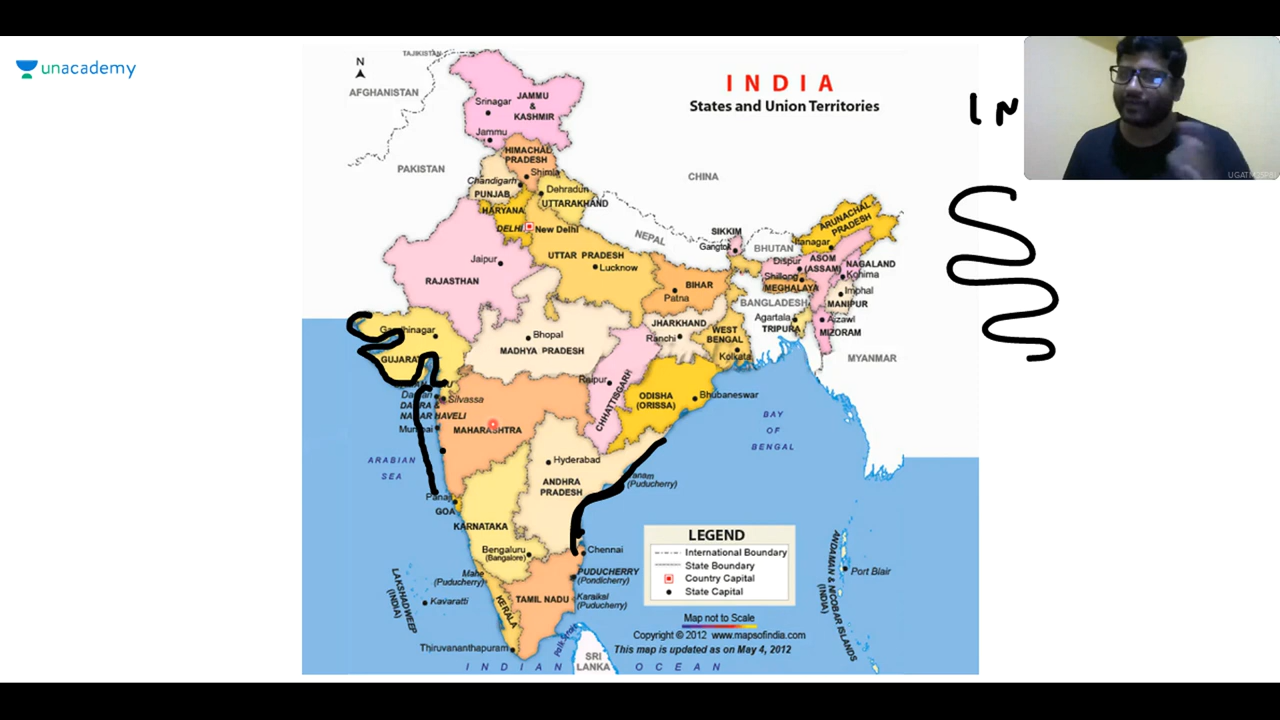 unacademy
INDIA
States and Union Territories
IN
UGATMZSP8
N
TAJIKISTAN
AFGHANISTAN
PAKISTAN
CHINA
NEPAL
BHUTAN
BANGLADESH
MYANMAR
Srinagar
JAMMU
&
KASHMIR
Jammu
HIMACHAL
PRADESH
Shimla
Chandigarh
PUNJAB
Dehradun
UTTARAKHAND
HARYANA
DELHI
New Delhi
SIKKIM
Gangtok
ARUNACHAL
PRADESH
Itanagar
Dispur
ASOM
(ASSAM)
NAGALAND
Kohima
Shillong
MEGHALAYA
Imphal
MANIPUR
Agartala
TRIPURA
Aizawl
MIZORAM
Jaipur
RAJASTHAN
UTTAR PRADESH
Lucknow
BIHAR
Patna
JHARKHAND
Ranchi
WEST
BENGAL
Kolkata
Gandhinagar
GUJARAT
Bhopal
MADHYA PRADESH
Raipur
CHHATTISGARH
ODISHA
(ORISSA)
Bhubaneswar
Daman
Silvassa
DADRA &
NAGAR HAVELI
Mumbai
MAHARASHTRA
ARABIAN
SEA
BAY
OF
BENGAL
Hyderabad
ANDHRA
PRADESH
Yanam
(Puducherry)
Panaji
GOA
KARNATAKA
Bengaluru
(Bangalore)
Chennai
Mahe
(Puducherry)
PUDUCHERRY
(Pondicherry)
TAMIL NADU
Karaikal
(Puducherry)
KERALA
LAKSHADWEEP
(INDIA)
Kavaratti
Thiruvananthapuram
SRI
LANKA
INDIAN OCEAN
ANDAMAN & NICOBAR ISLANDS
(INDIA)
Port Blair
LEGEND
International Boundary
State Boundary
Country Capital
State Capital
Map not to Scale
Copyright © 2012 www.mapsofindia.com
This map is updated as on May 4, 2012